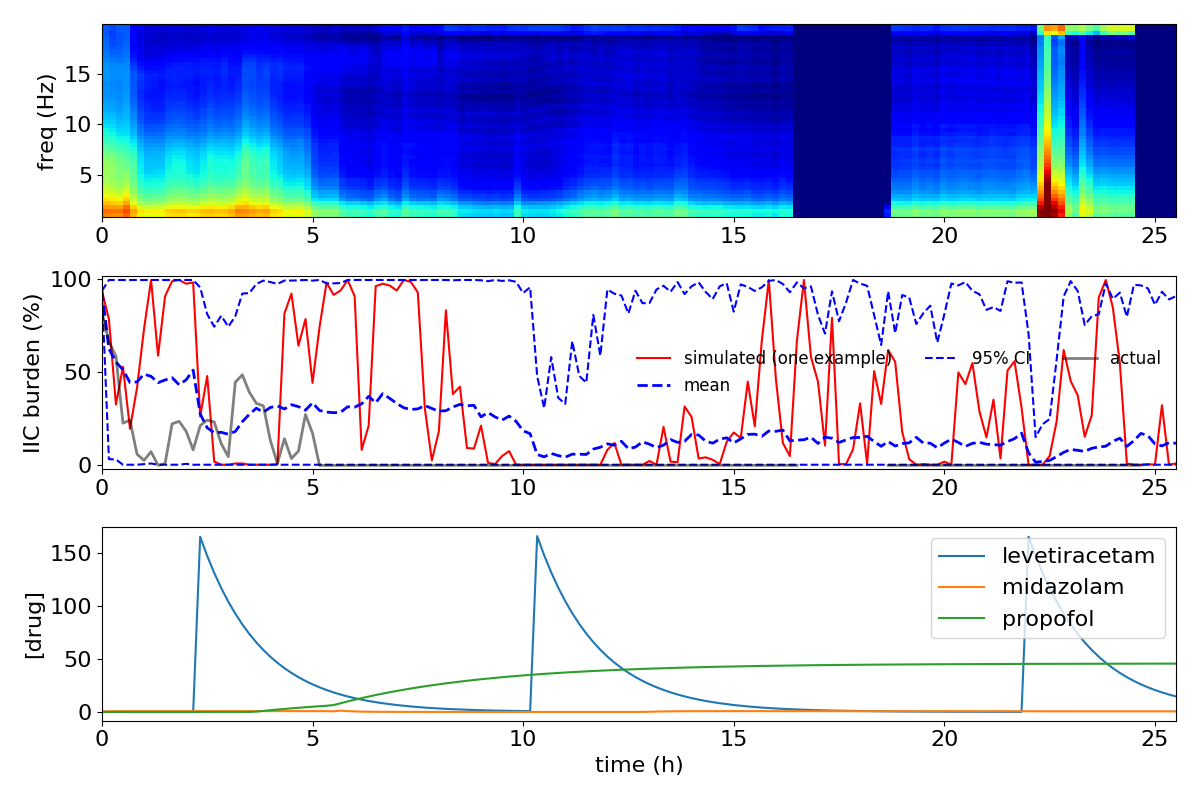 15
10
5
freq (Hz)
0 5 10 15 20 25
100
50
0
IIC burden (%)
simulated (one example)
mean
95% CI
actual
0 5 10 15 20 25
150
100
50
0
[drug]
levetiracetam
midazolam
propofol
0 5 10 15 20 25
time (h)